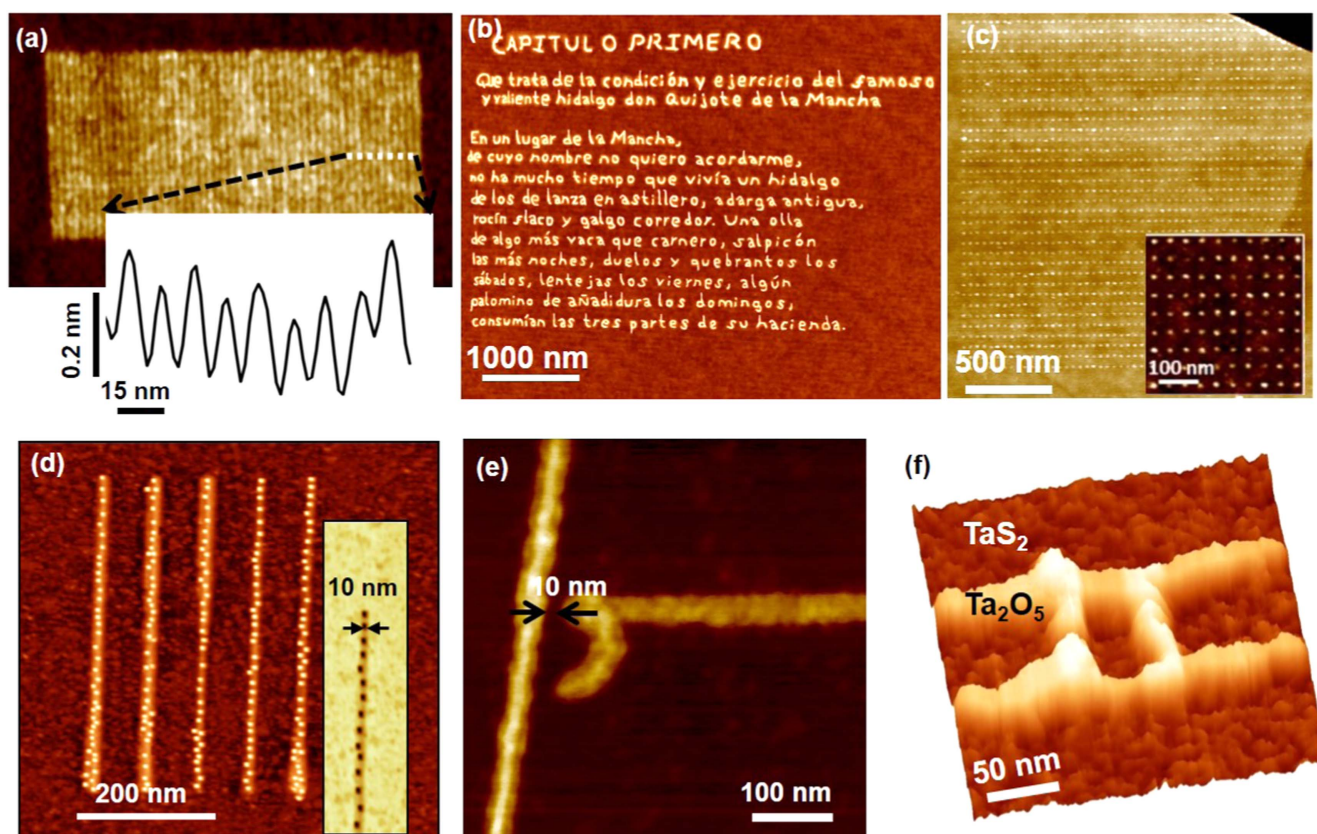 (a)
0.2 nm
15 nm
(b)
CAPITULO PRIMERO
Que trata de la condición y ejercicio del famoso
y valiente hidalgo don Quijote de la Mancha
En un lugar de la Mancha,
de cuyo nombre no quiero acordarme,
no ha mucho tiempo que vivía un hidalgo
de los de lanza en astillero, adarga antigua,
rocín flaco y galgo corredor. Una olla
de algo más vaca que carnero, salpicón
las más noches, duelos y quebrantos los
sábados, lentejas los viernes, algún
palomino de añadidura los domingos,
consumían las tres partes de su hacienda.
1000 nm
(c)
500 nm
100 nm
(d)
10 nm
200 nm
(e)
10 nm
100 nm
(f)
TaS₂
Ta₂O₅
50 nm